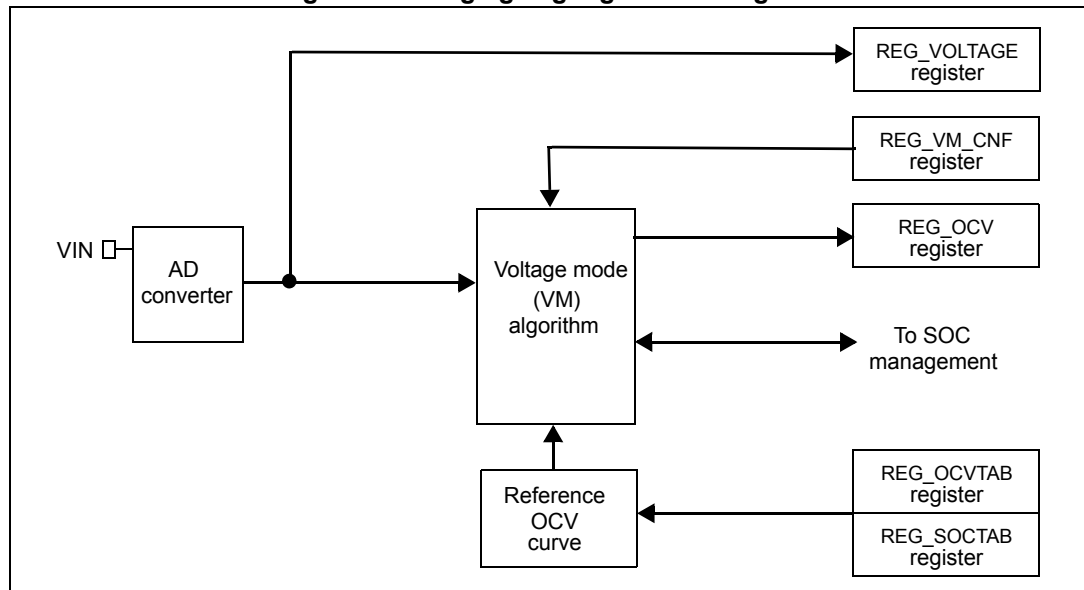 REG_VOLTAGE
register
REG_VM_CNF
register
REG_OCV
register
VIN
AD
converter
Voltage mode
(VM)
algorithm
To SOC
management
Reference
OCV
curve
REG_OCVTAB
register
REG_SOCTAB
register